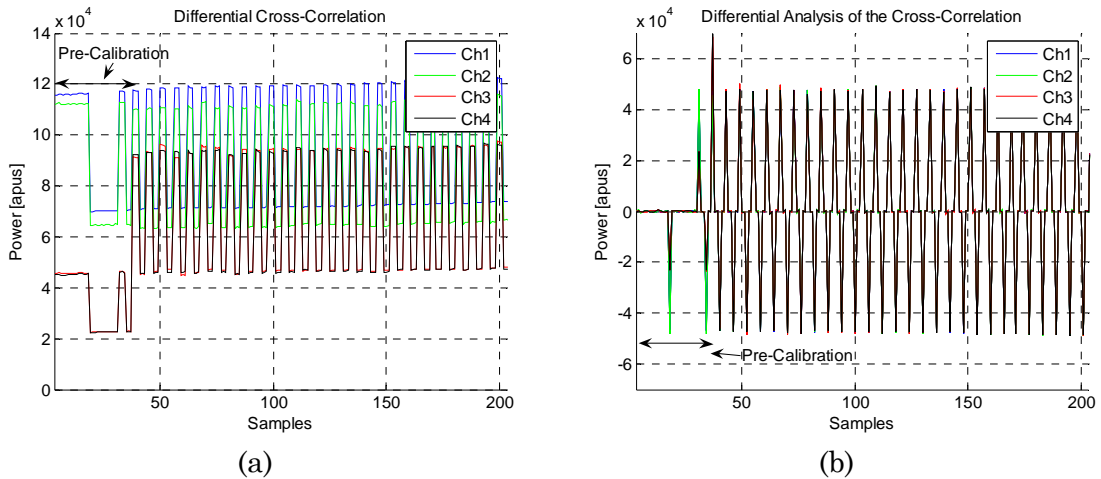 Differential Cross-Correlation
x 10^4
14
12
10
8
6
4
2
0
Power [apus]
Pre-Calibration
Ch1
Ch2
Ch3
Ch4
50
100
150
200
Samples
(a)
Differential Analysis of the Cross-Correlation
x 10^4
6
4
2
0
-2
-4
-6
Power [apus]
Ch1
Ch2
Ch3
Ch4
Pre-Calibration
50
100
150
200
Samples
(b)